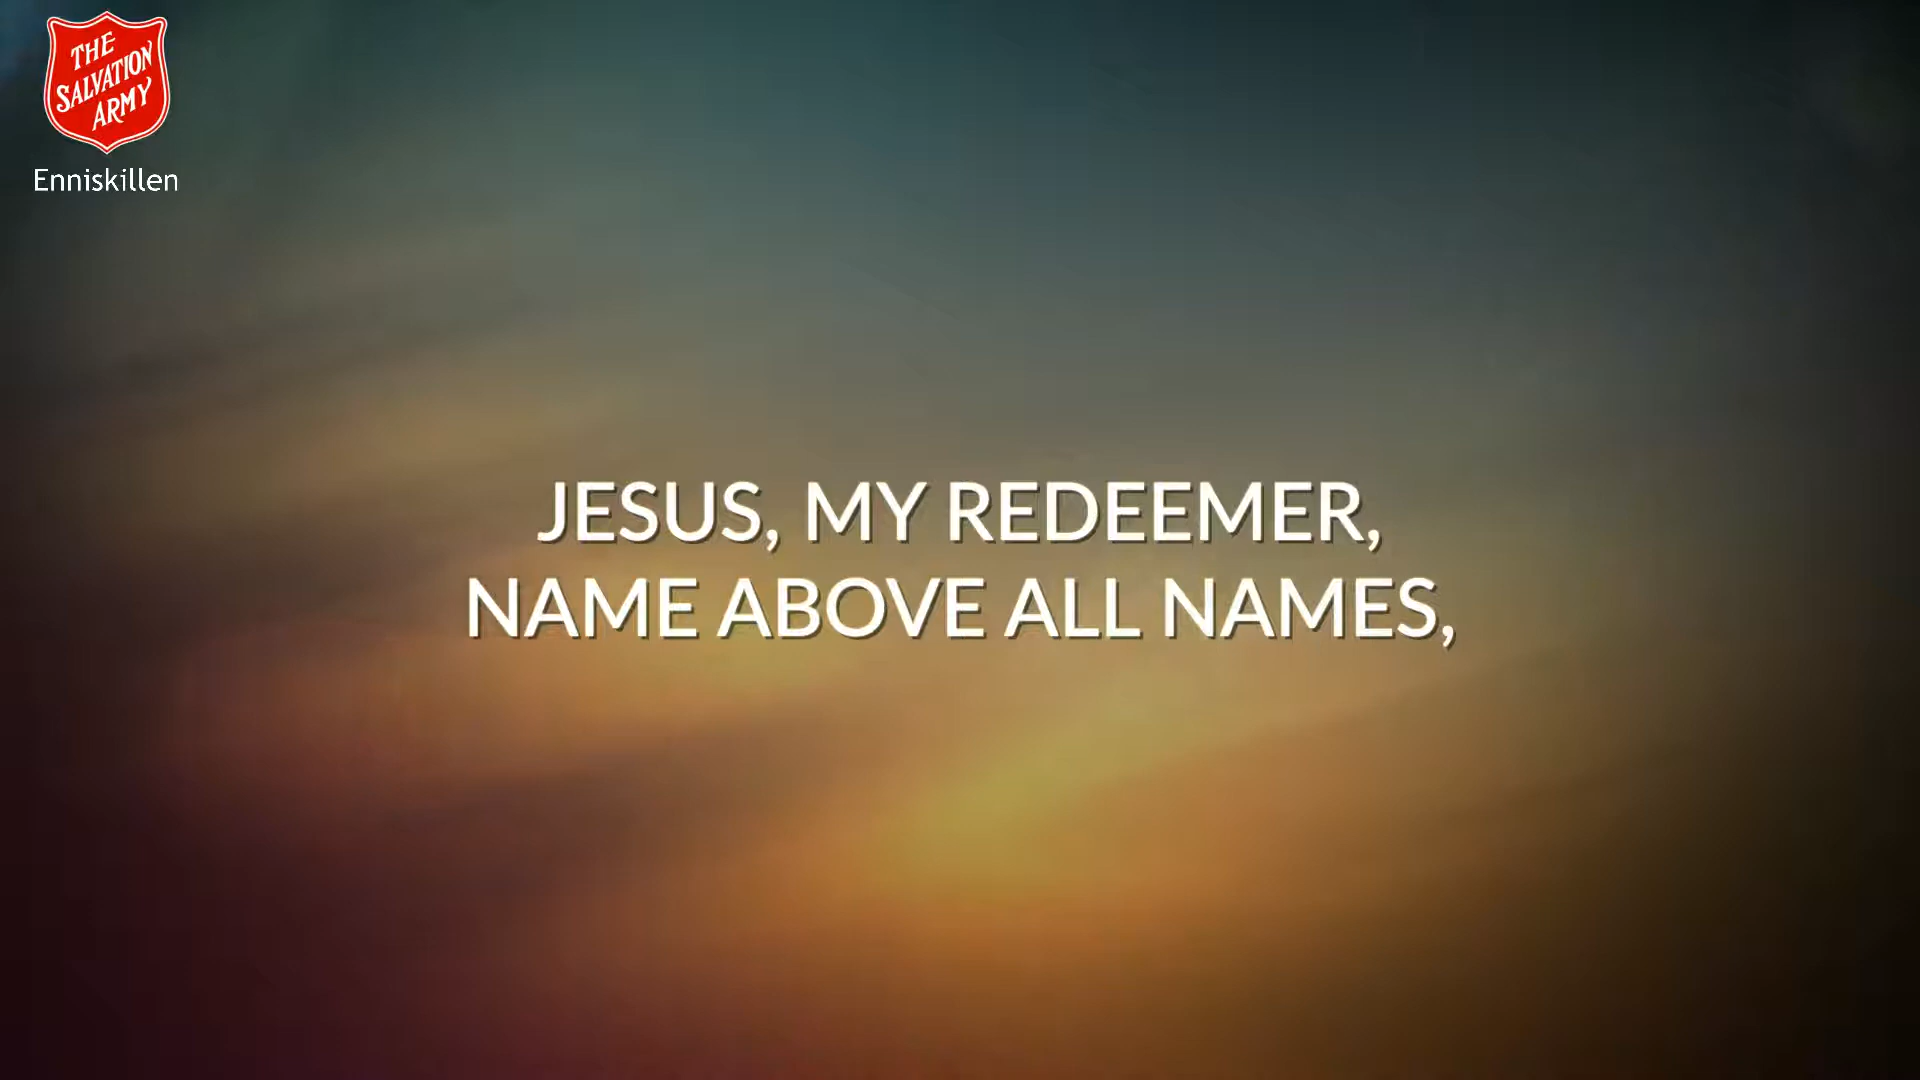 THE
SALVATION
ARMY
Enniskillen
JESUS, MY REDEEMER,
NAME ABOVE ALL NAMES,